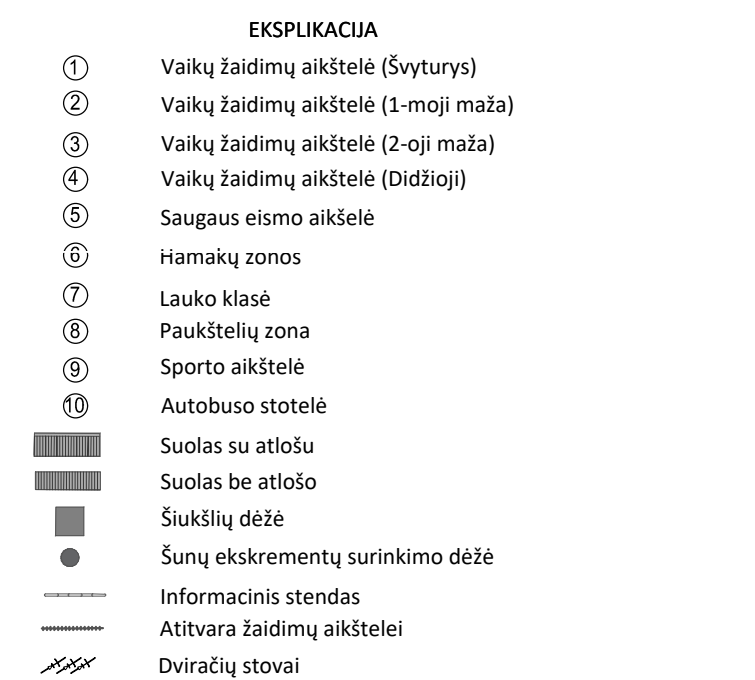 EKSPLIKACIJA
1 Vaikų žaidimų aikštelė (Švyturys)
2 Vaikų žaidimų aikštelė (1-moji maža)
3 Vaikų žaidimų aikštelė (2-oji maža)
4 Vaikų žaidimų aikštelė (Didžioji)
5 Saugaus eismo aikšelė
6 Hamakų zonos
7 Lauko klasė
8 Paukštelių zona
9 Sporto aikštelė
10 Autobuso stotelė
Suolas su atlošu
Suolas be atlošo
Šiukšlių dėžė
Šunų ekskrementų surinkimo dėžė
Informacinis stendas
Atitvara žaidimų aikštelei
Dviračių stovai